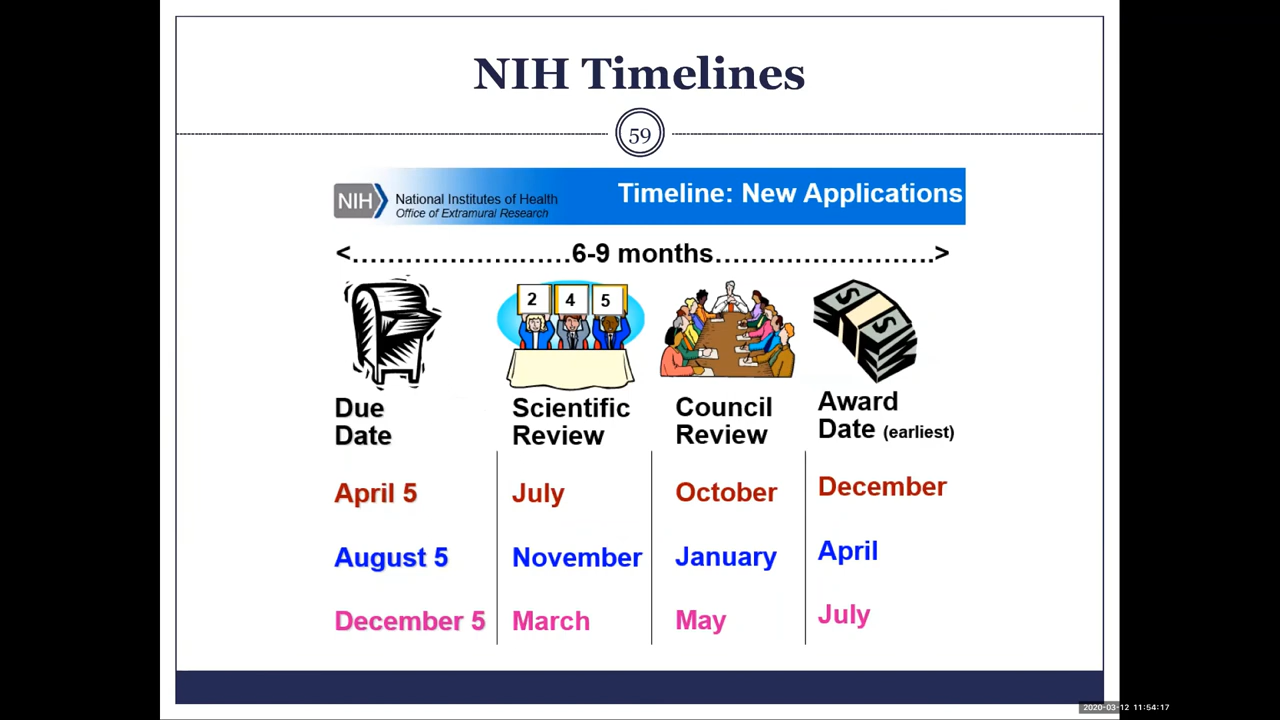 NIH Timelines
59
NIH
National Institutes of Health
Office of Extramural Research
Timeline: New Applications
<…………………….6-9 months…………………….>
2 4 5
Due
Date
Scientific
Review
Council
Review
Award
Date (earliest)
April 5 July October December
August 5 November January April
December 5 March May July
2020-03-12 11:54:17